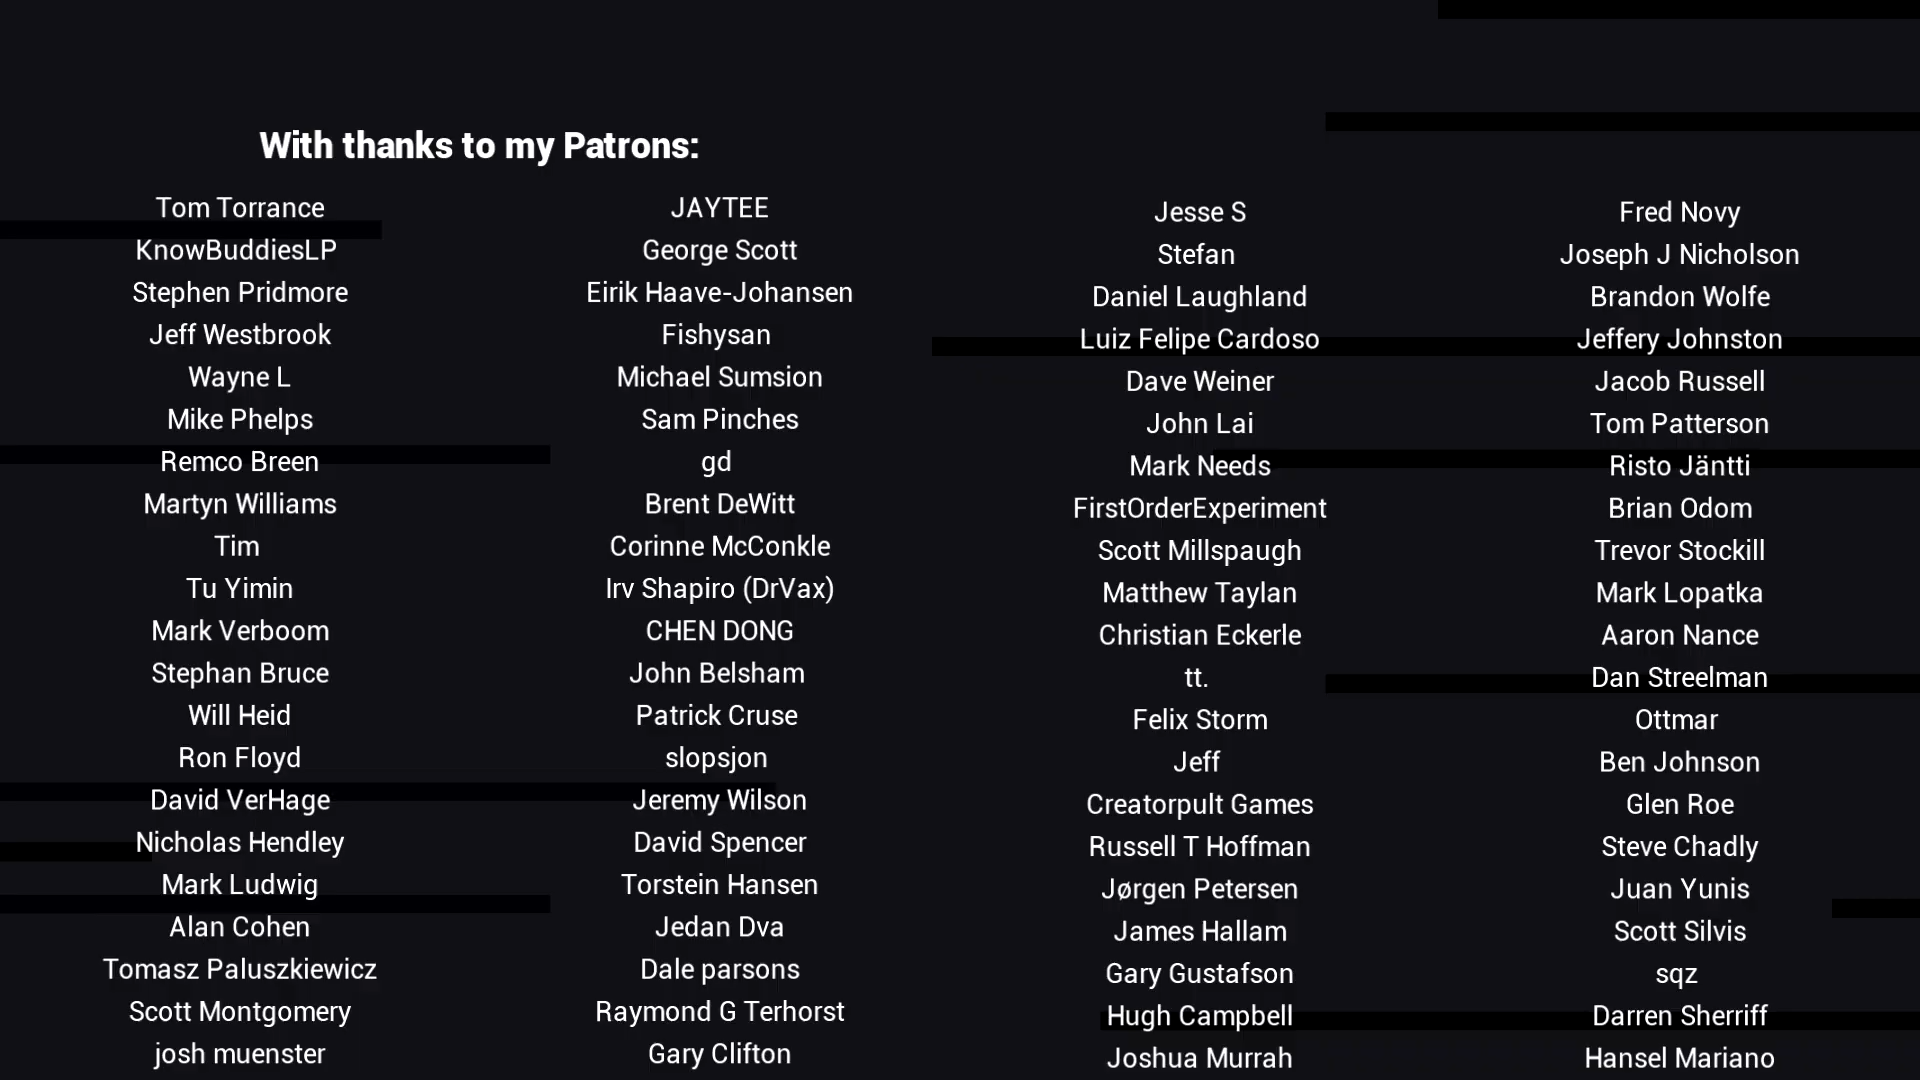 With thanks to my Patrons:
Tom Torrance
KnowBuddiesLP
Stephen Pridmore
Jeff Westbrook
Wayne L
Mike Phelps
Remco Breen
Martyn Williams
Tim
Tu Yimin
Mark Verboom
Stephan Bruce
Will Heid
Ron Floyd
David VerHage
Nicholas Hendley
Mark Ludwig
Alan Cohen
Tomasz Paluszkiewicz
Scott Montgomery
josh muenster
JAYTEE
George Scott
Eirik Haave-Johansen
Fishysan
Michael Sumsion
Sam Pinches
gd
Brent DeWitt
Corinne McConkle
Irv Shapiro (DrVax)
CHEN DONG
John Belsham
Patrick Cruse
slopsjon
Jeremy Wilson
David Spencer
Torstein Hansen
Jedan Dva
Dale parsons
Raymond G Terhorst
Gary Clifton
Jesse S
Stefan
Daniel Laughland
Luiz Felipe Cardoso
Dave Weiner
John Lai
Mark Needs
FirstOrderExperiment
Scott Millspaugh
Matthew Taylan
Christian Eckerle
tt.
Felix Storm
Jeff
Creatorpult Games
Russell T Hoffman
Jørgen Petersen
James Hallam
Gary Gustafson
Hugh Campbell
Joshua Murrah
Fred Novy
Joseph J Nicholson
Brandon Wolfe
Jeffery Johnston
Jacob Russell
Tom Patterson
Risto Jäntti
Brian Odom
Trevor Stockill
Mark Lopatka
Aaron Nance
Dan Streelman
Ottmar
Ben Johnson
Glen Roe
Steve Chadly
Juan Yunis
Scott Silvis
sqz
Darren Sherriff
Hansel Mariano